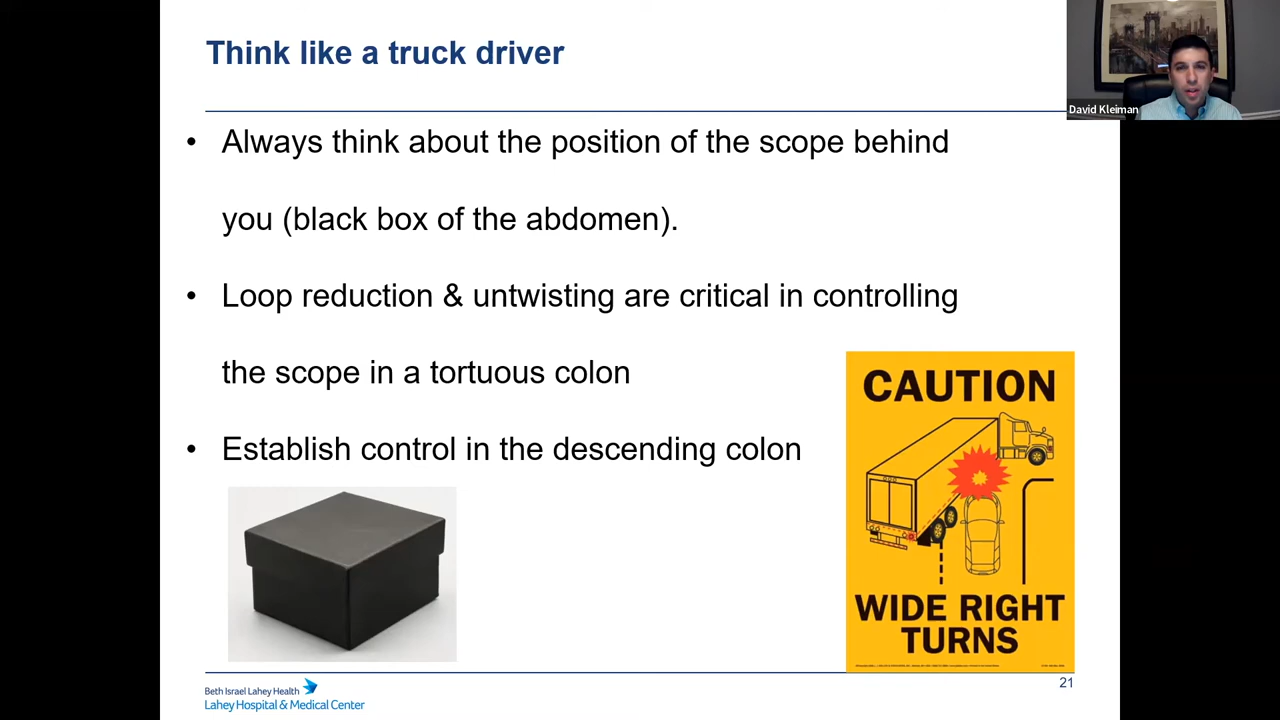 Think like a truck driver
David Kleiman
• Always think about the position of the scope behind
you (black box of the abdomen).
• Loop reduction & untwisting are critical in controlling
the scope in a tortuous colon
• Establish control in the descending colon
CAUTION
WIDE RIGHT
TURNS
21
Beth Israel Lahey Health
Lahey Hospital & Medical Center